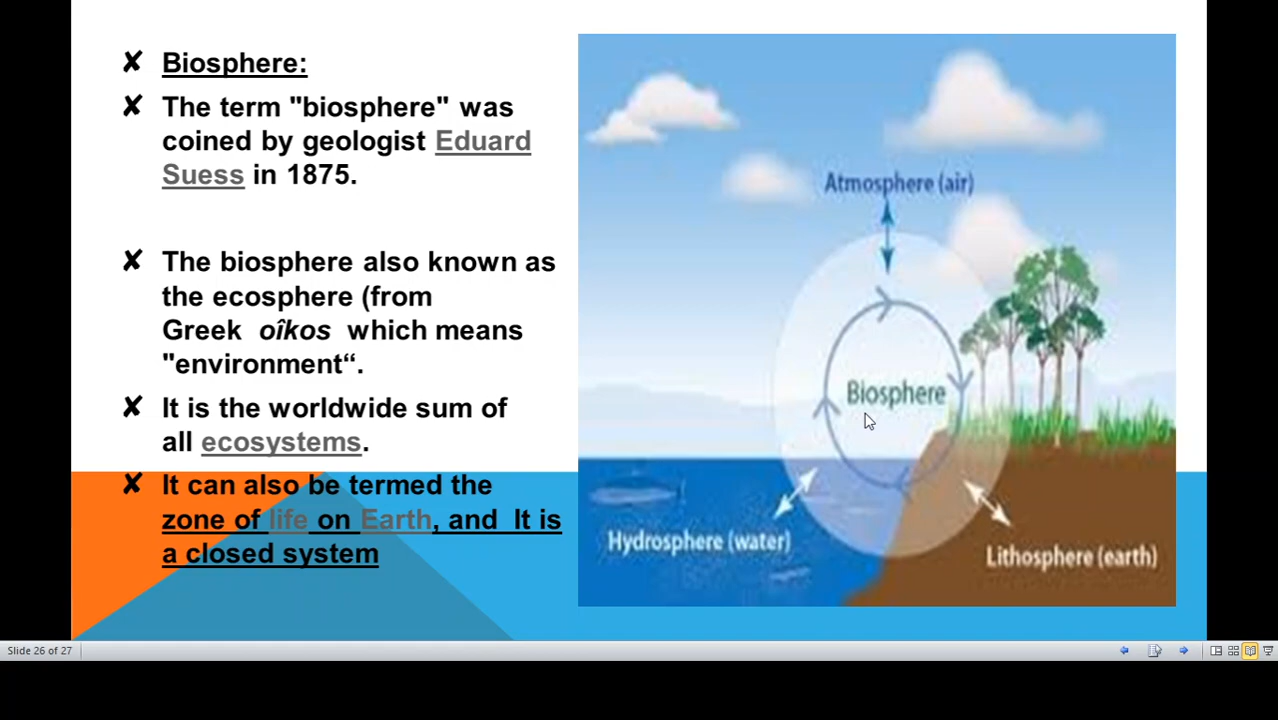 ✘ Biosphere:
✘ The term "biosphere" was
coined by geologist Eduard
Suess in 1875.
✘ The biosphere also known as
the ecosphere (from
Greek oîkos which means
"environment“.
✘ It is the worldwide sum of
all ecosystems.
✘ It can also be termed the
zone of life on Earth, and It is
a closed system
Atmosphere (air)
Biosphere
Hydrosphere (water)
Lithosphere (earth)
Slide 26 of 27